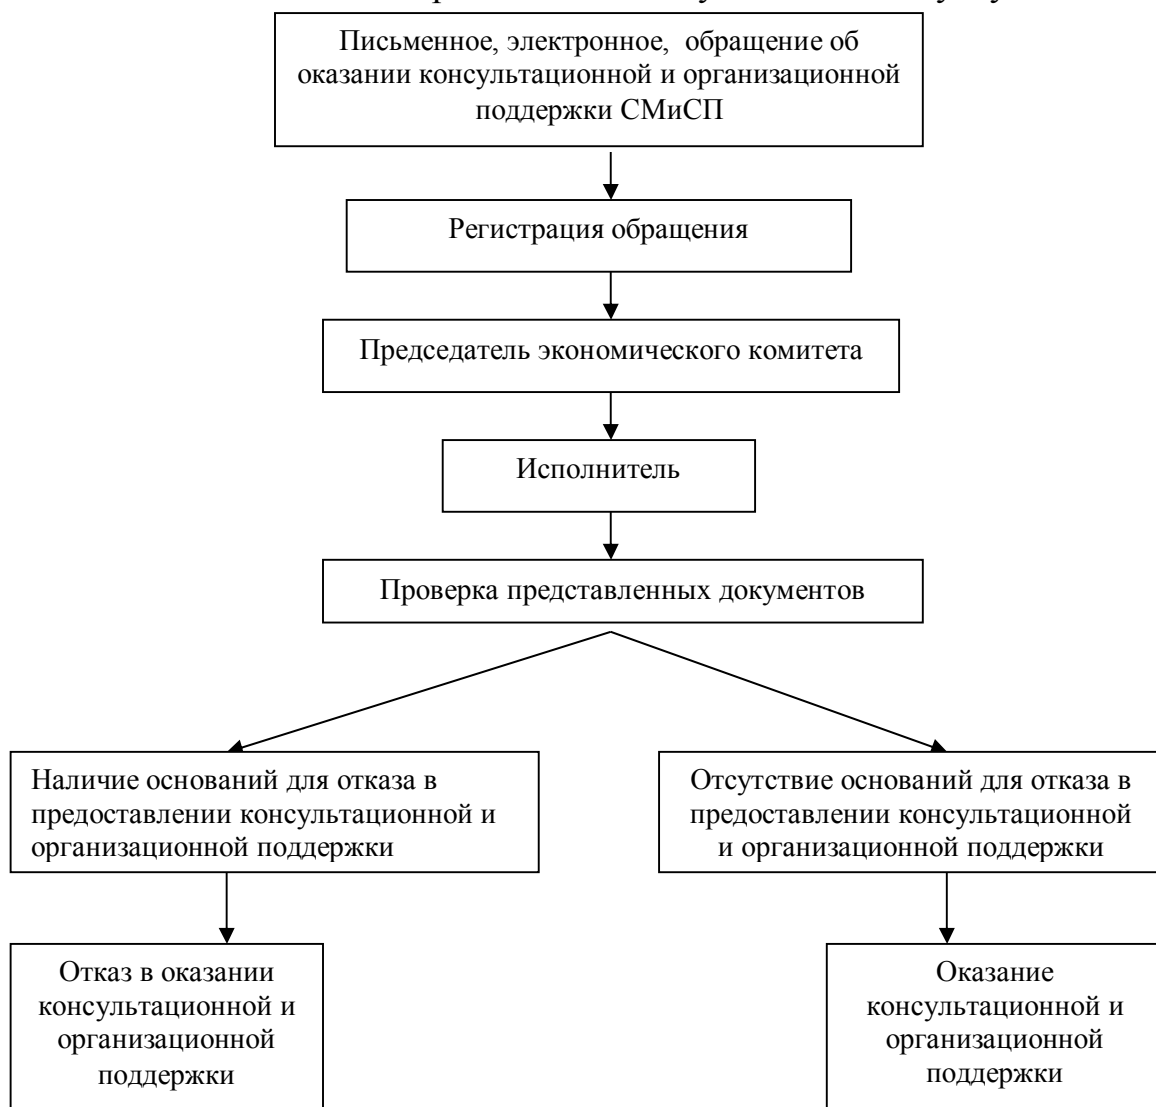 Письменное, электронное, обращение об
оказании консультационной и организационной
поддержки СМиСП
Регистрация обращения
Председатель экономического комитета
Исполнитель
Проверка представленных документов
Наличие оснований для отказа в
предоставлении консультационной и
организационной поддержки
Отсутствие оснований для отказа в
предоставлении консультационной
и организационной поддержки
Отказ в оказании
консультационной и
организационной
поддержки
Оказание
консультационной и
организационной
поддержки